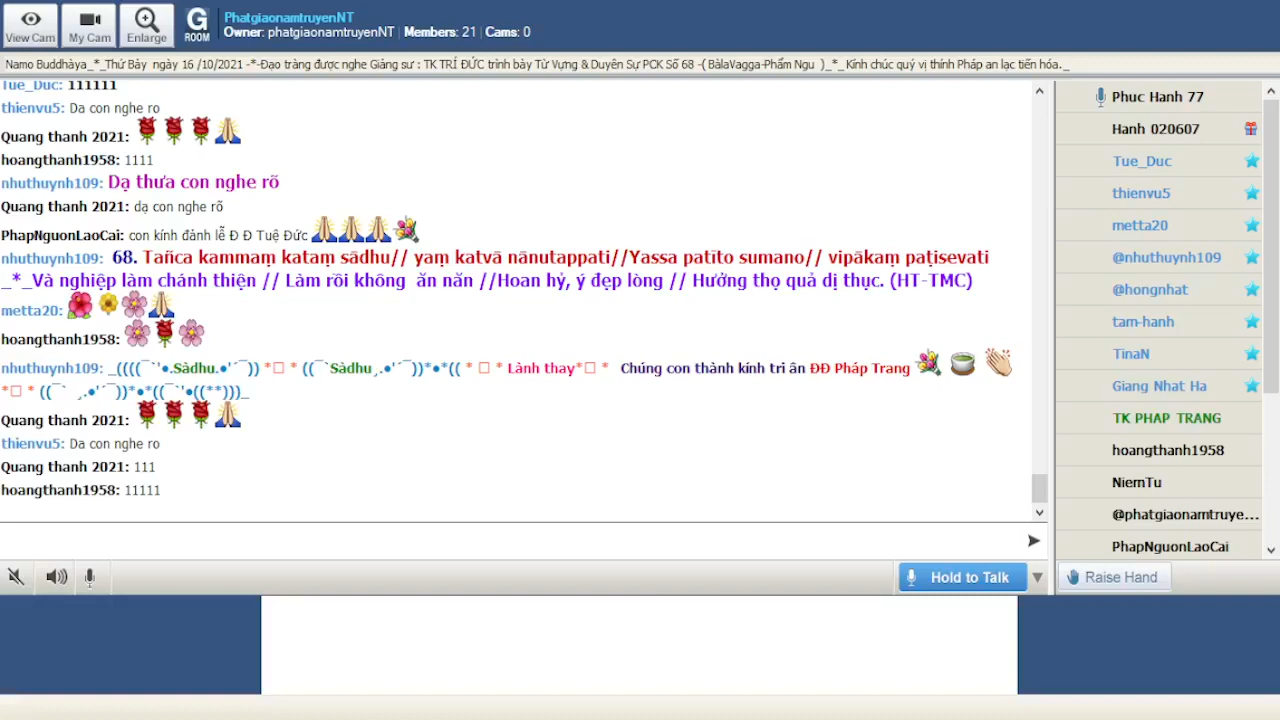 View Cam
My Cam
Enlarge
G
ROOM
PhatgiaonamtruyenNT
Owner: phatgiaonamtruyenNT | Members: 21 | Cams: 0
Namo Buddhàya_*_Thứ Bảy ngày 16 /10/2021 -*-Đạo tràng được nghe Giảng sư : TK TRÍ ĐỨC trình bày Từ Vựng & Duyên Sự PCK Số 68 -( BàlaVagga-Phẩm Ngu )_*_ Kính chúc quý vị thính Pháp an lạc tiến hóa._
Tue_Duc: 111111
thienvu5: Da con nghe ro
Quang thanh 2021:
hoangthanh1958: 1111
nhuthuynh109: Dạ thưa con nghe rõ
Quang thanh 2021: dạ con nghe rõ
PhapNguonLaoCai: con kính đảnh lễ Đ Đ Tuệ Đức
nhuthuynh109: 68. Tañca kammaṃ kataṃ sādhu// yaṃ katvā nānutappati//Yassa patīto sumano// vipākaṃ paṭisevati
_*_Và nghiệp làm chánh thiện // Làm rồi không ăn năn //Hoan hỷ, ý đẹp lòng // Hưởng thọ quả dị thục. (HT-TMC)
metta20:
hoangthanh1958:
nhuthuynh109: _((((¯`'•.Sàdhu.•'´¯)) *□ * ((¯`Sàdhu¸.•'´¯))*•*(( * □ * Lành thay*□ * Chúng con thành kính tri ân ĐĐ Pháp Trang
*□ * ((¯` ¸.•'´¯))*•*((¯`'•((**)))_
Quang thanh 2021:
thienvu5: Da con nghe ro
Quang thanh 2021: 111
hoangthanh1958: 11111
Phuc Hanh 77
Hanh 020607
Tue_Duc
thienvu5
metta20
@nhuthuynh109
@hongnhat
tam-hanh
TinaN
Giang Nhat Ha
TK PHAP TRANG
hoangthanh1958
NiemTu
@phatgiaonamtruye...
PhapNguonLaoCai
Hold to Talk
Raise Hand